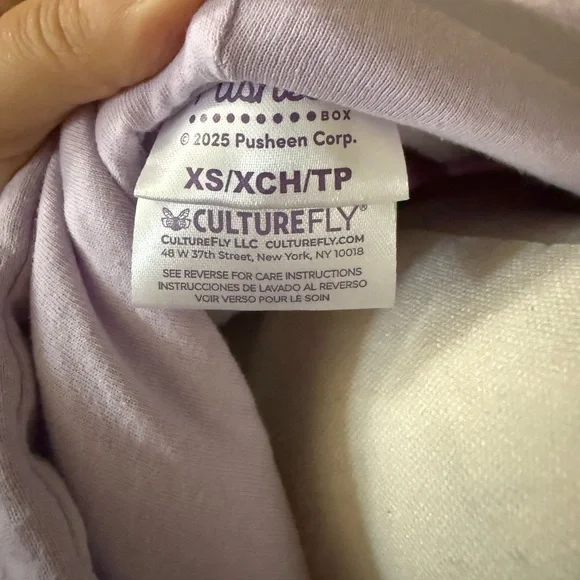 Pusheen
BOX
© 2025 Pusheen Corp.
XS/XCH/TP
CULTUREFLY®
CULTUREFLY LLC CULTUREFLY.COM
48 W 37th Street, New York, NY 10018
SEE REVERSE FOR CARE INSTRUCTIONS
INSTRUCCIONES DE LAVADO AL REVERSO
VOIR VERSO POUR LE SOIN